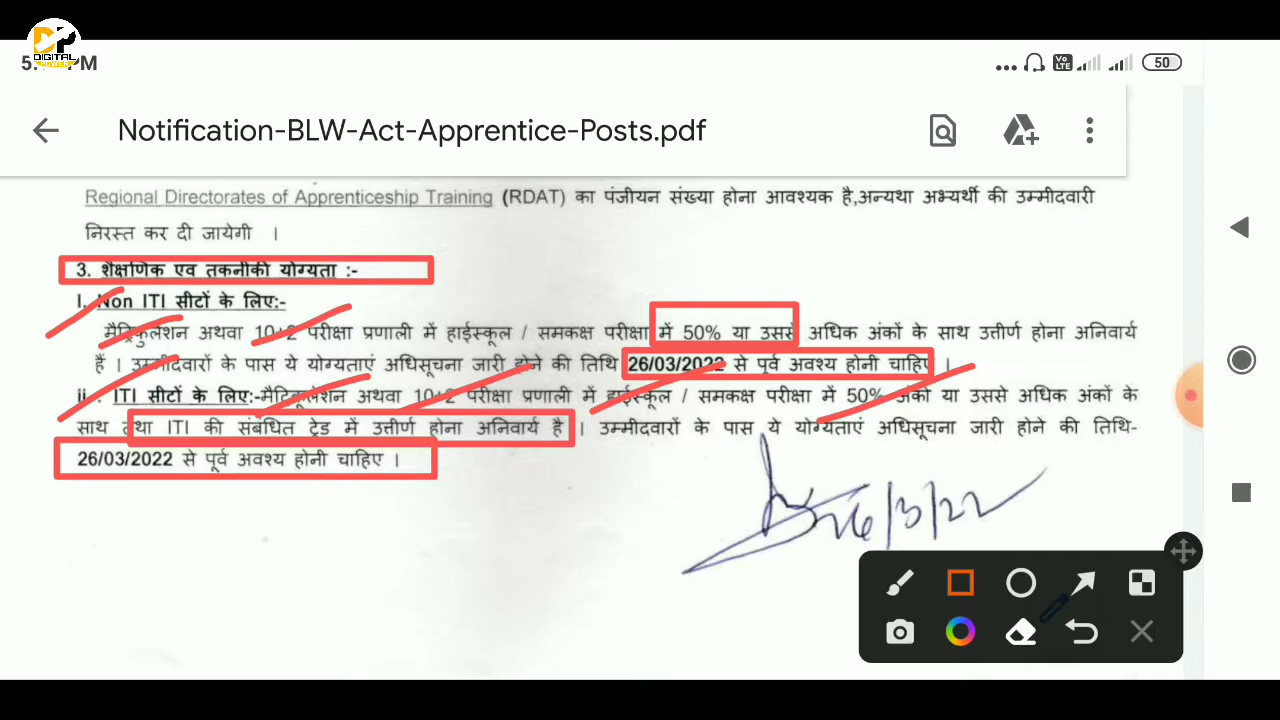 DIGITAL
PM
Vo LTE
50
Notification-BLW-Act-Apprentice-Posts.pdf
Regional Directorates of Apprenticeship Training (RDAT) का पंजीयन संख्या होना आवश्यक है,अन्यथा अभ्यर्थी की उम्मीदवारी
निरस्त कर दी जायेगी ।
3. शैक्षणिक एव तकनीकी योग्यता :-
i. Non ITI सीटों के लिए:-
मैट्रिकुलेशन अथवा 10+2 परीक्षा प्रणाली में हाईस्कूल / समकक्ष परीक्षा में 50% या उससे अधिक अंकों के साथ उत्तीर्ण होना अनिवार्य
हैं । उम्मीदवारों के पास ये योग्यताएं अधिसूचना जारी होने की तिथि 26/03/2022 से पूर्व अवश्य होनी चाहिए ।
ii . ITI सीटों के लिए:-मैट्रिकुलेशन अथवा 10+2 परीक्षा प्रणाली में हाईस्कूल / समकक्ष परीक्षा में 50% अंको या उससे अधिक अंकों के
साथ तथा ITI की संबंधित ट्रेड में उत्तीर्ण होना अनिवार्य है । उम्मीदवारों के पास ये योग्यताएं अधिसूचना जारी होने की तिथि-
26/03/2022 से पूर्व अवश्य होनी चाहिए ।
26/3/22